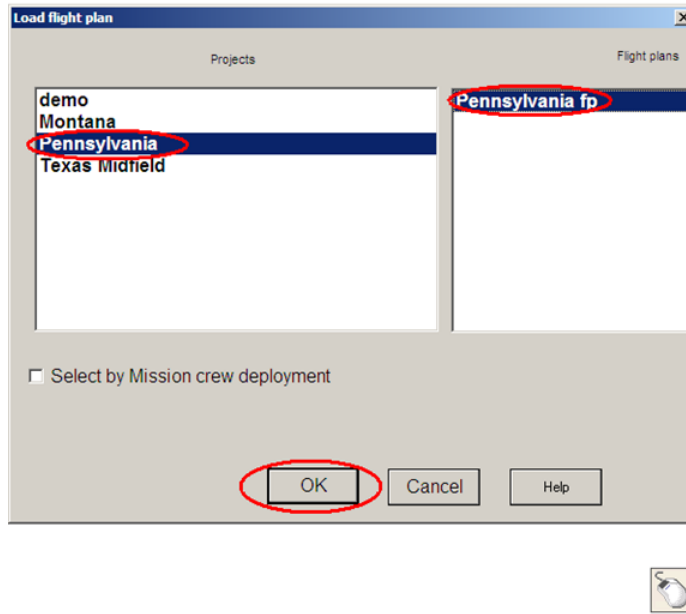 Load flight plan
Projects
Flight plans
demo
Montana
Pennsylvania
Texas Midfield
Pennsylvania fp
Select by Mission crew deployment
OK
Cancel
Help